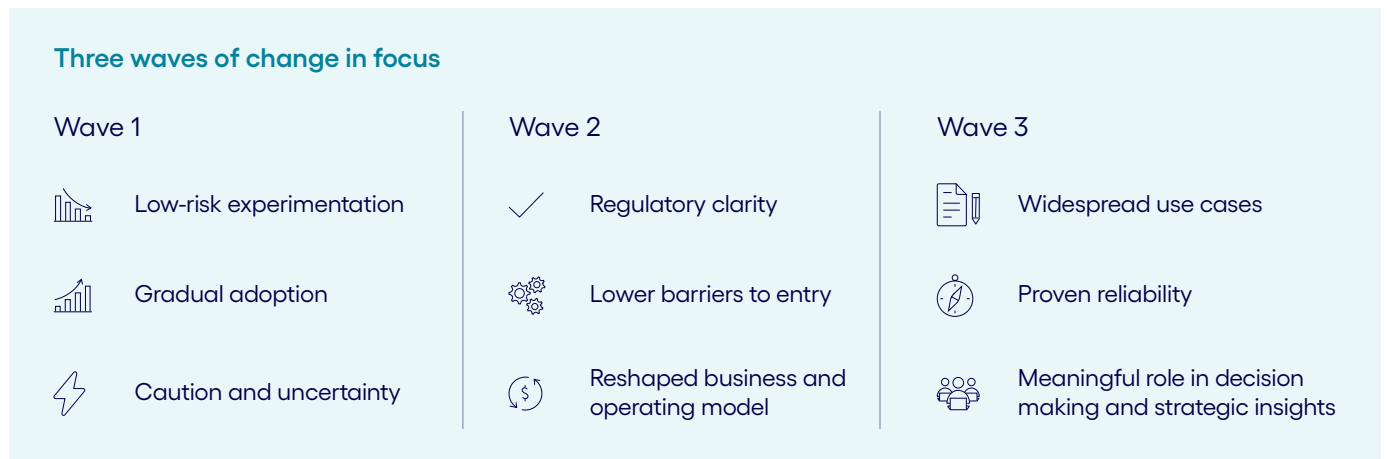 Three waves of change in focus
Wave 1
Low-risk experimentation
Gradual adoption
Caution and uncertainty
Wave 2
Regulatory clarity
Lower barriers to entry
$
Reshaped business and
operating model
Wave 3
Widespread use cases
Proven reliability
Meaningful role in decision
making and strategic insights